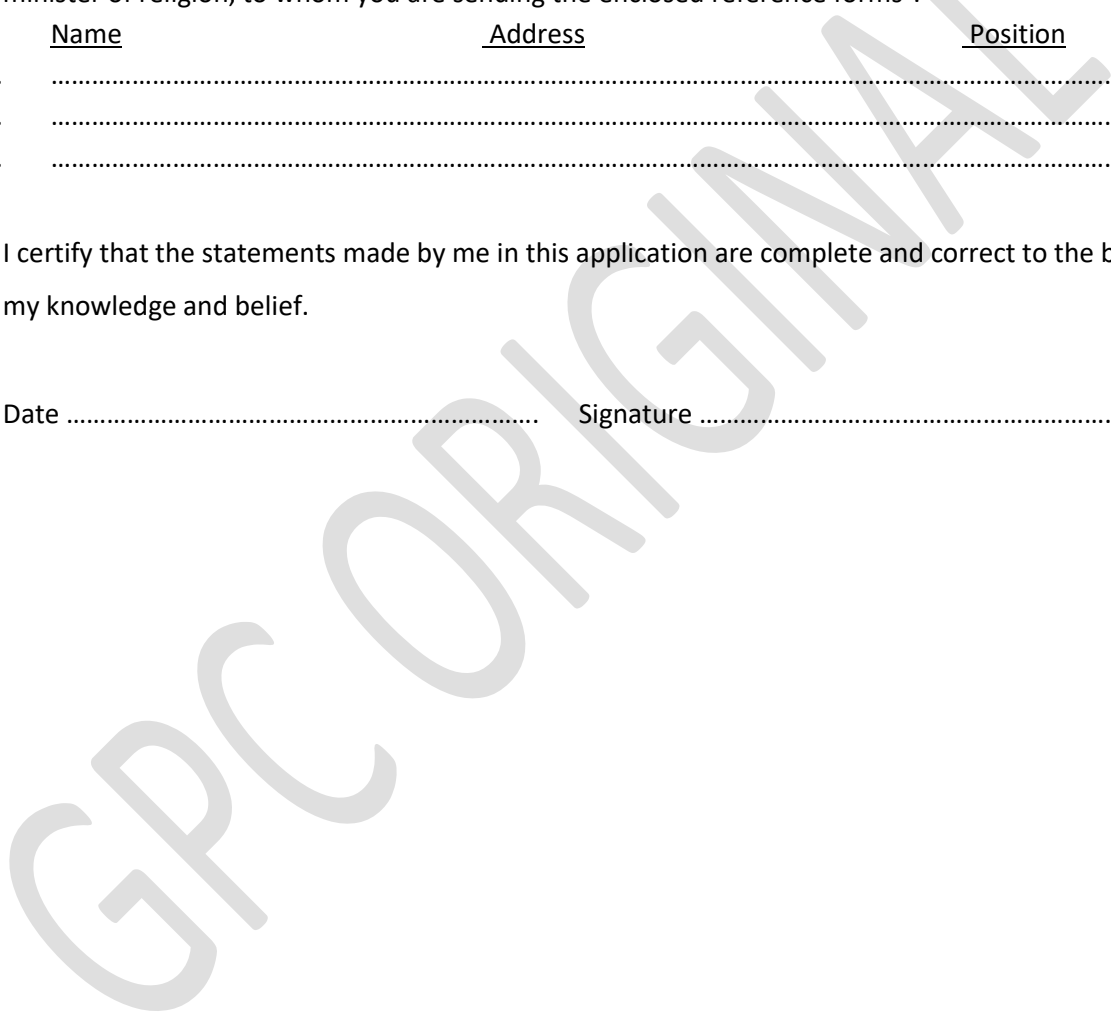 minister of religion, to whom you are sending the enclosed reference forms".
Name Address Position
. ..............................................................................................................................
. ..............................................................................................................................
. ..............................................................................................................................
I certify that the statements made by me in this application are complete and correct to the b
my knowledge and belief.
Date ................................................................ Signature ........................................................
GPC ORIGINAL